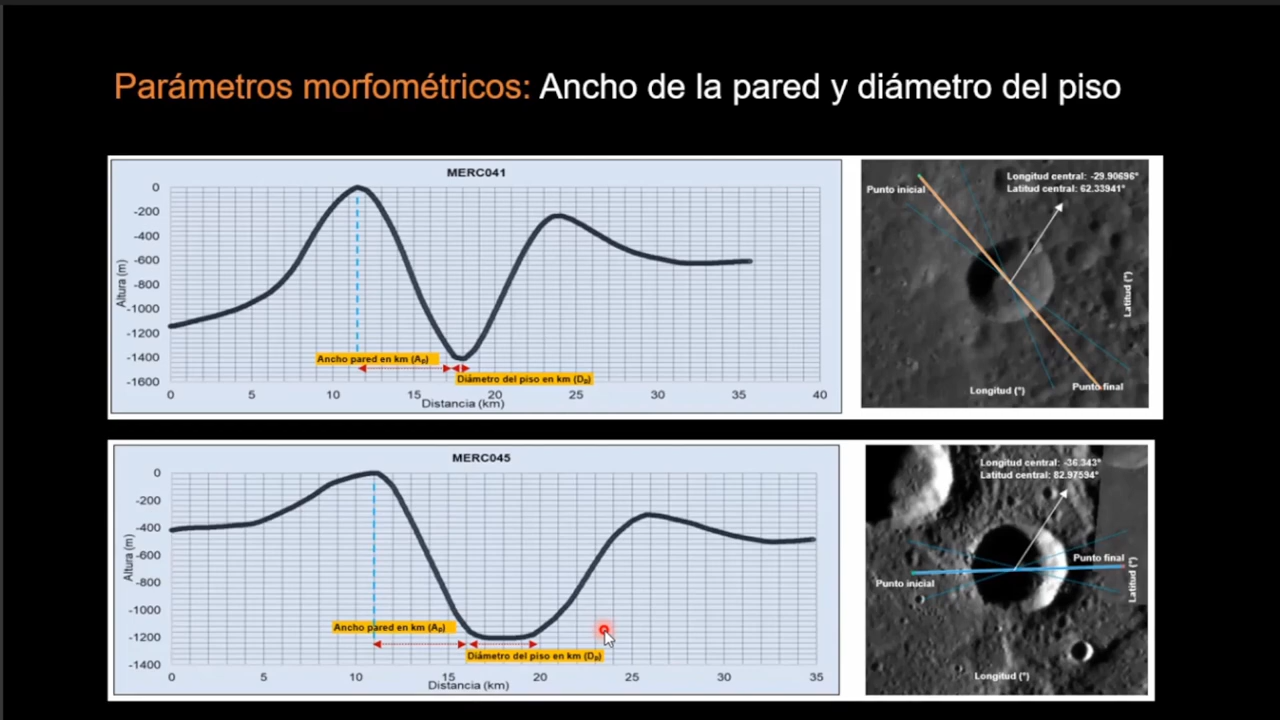 Parámetros morfométricos: Ancho de la pared y diámetro del piso
MERC041
Altura (m)
0
-200
-400
-600
-800
-1000
-1200
-1400
-1600
Ancho pared en km (Ap)
Diámetro del piso en km (Dp)
0 5 10 15 20 25 30 35 40
Distancia (km)
Longitud central: -29.90696°
Latitud central: 62.33941°
Punto inicial
Latitud (°)
Punto final
Longitud (°)
MERC045
Altura (m)
0
-200
-400
-600
-800
-1000
-1200
-1400
Ancho pared en km (Ap)
Diámetro del piso en km (Dp)
0 5 10 15 20 25 30 35
Distancia (km)
Longitud central: -36.343°
Latitud central: 82.97594°
Punto final
Punto inicial
Latitud (°)
Longitud (°)